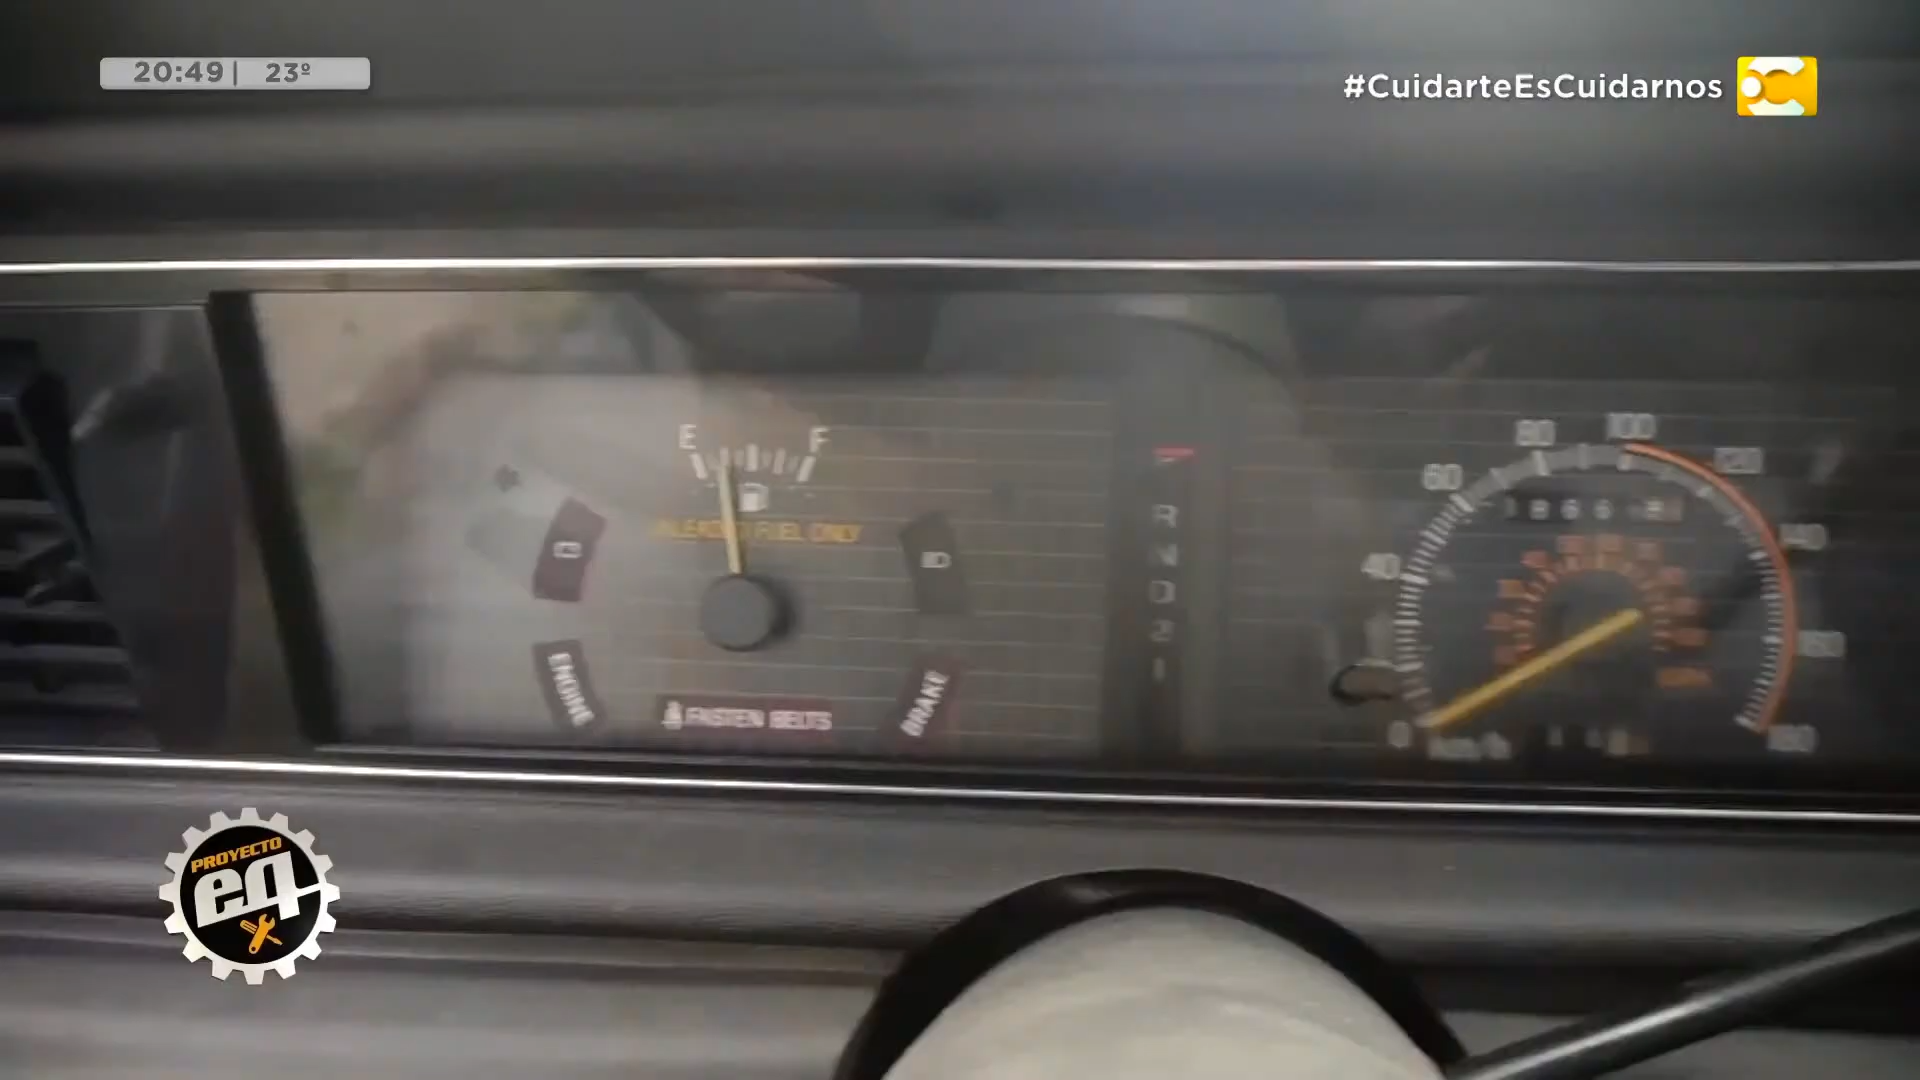 20:49 | 23º
#CuidarteEsCuidarnos
E F
UNLEADED FUEL ONLY
ENGINE
FASTEN BELTS
BRAKE
R
N
D
2
1
0
40
60
80
100
120
140
160
180
km/h
PROYECTO
eq